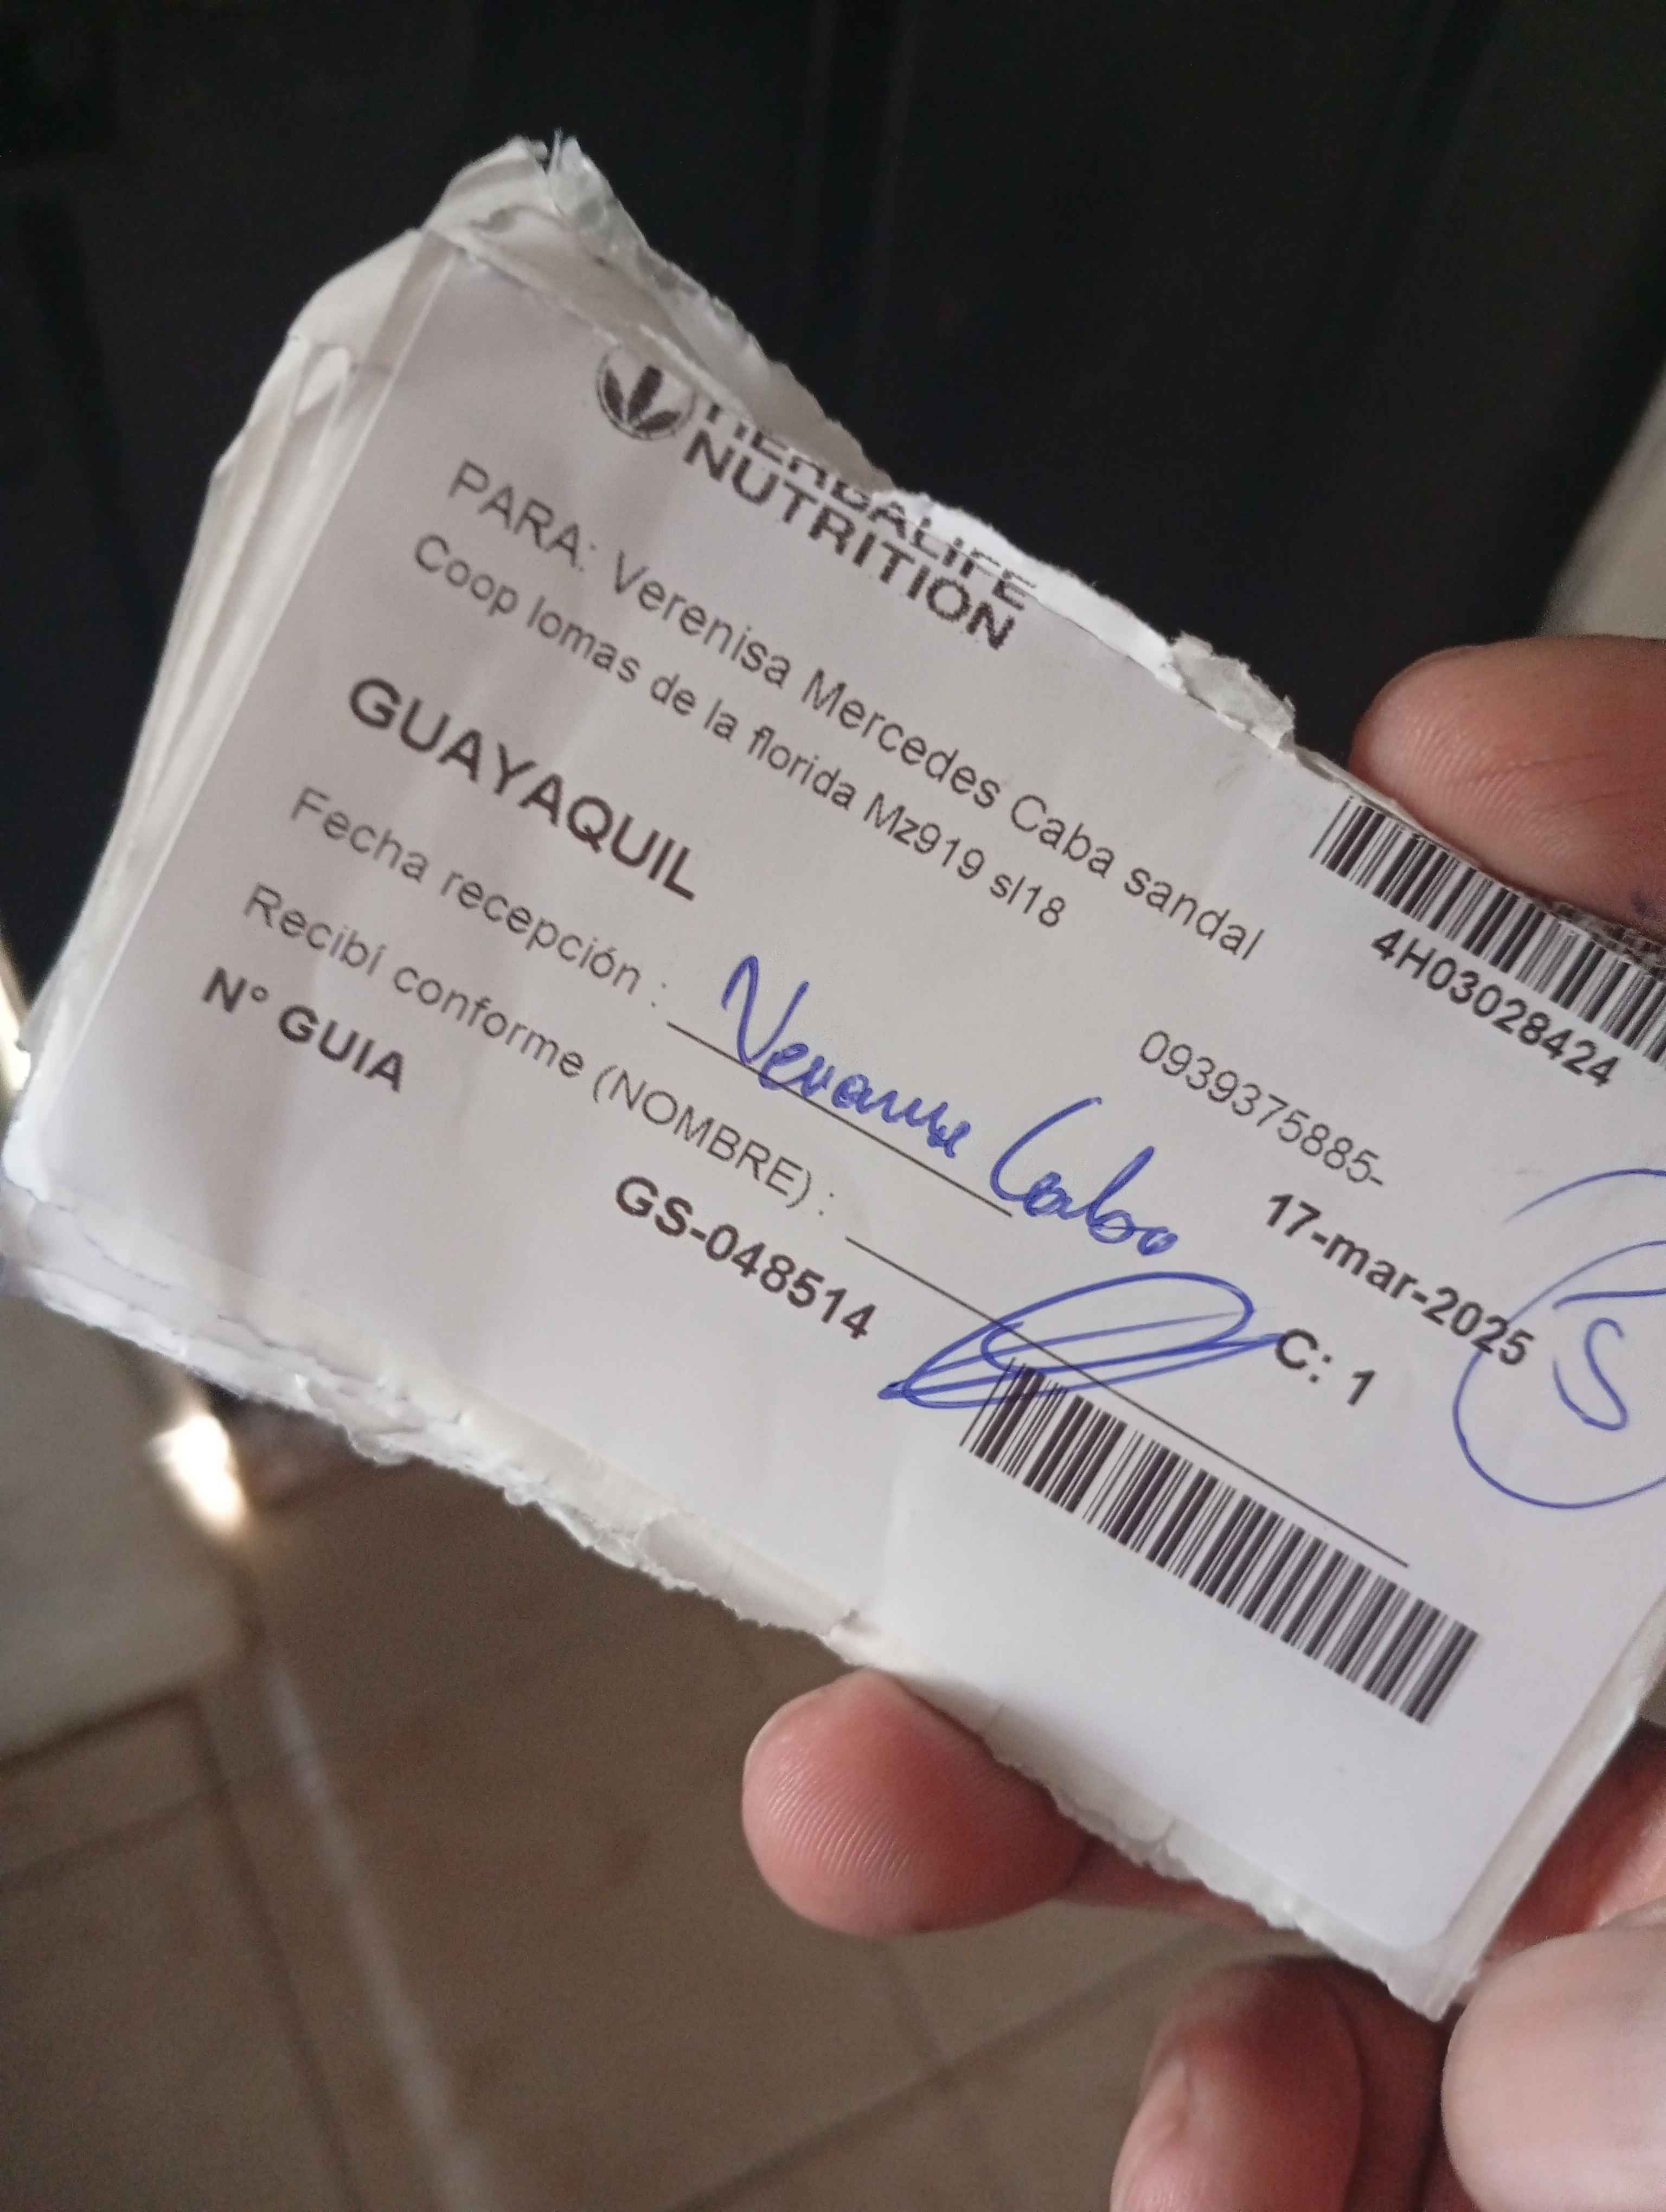 HERBALIFE
NUTRITION
4H03028424
PARA: Verenisa Mercedes Caba sandal
Coop lomas de la florida Mz919 sl18
0939375885-
GUAYAQUIL
17-mar-2025
Fecha recepción :
Recibí conforme (NOMBRE) :
Nº GUIA
GS-048514
C: 1
S